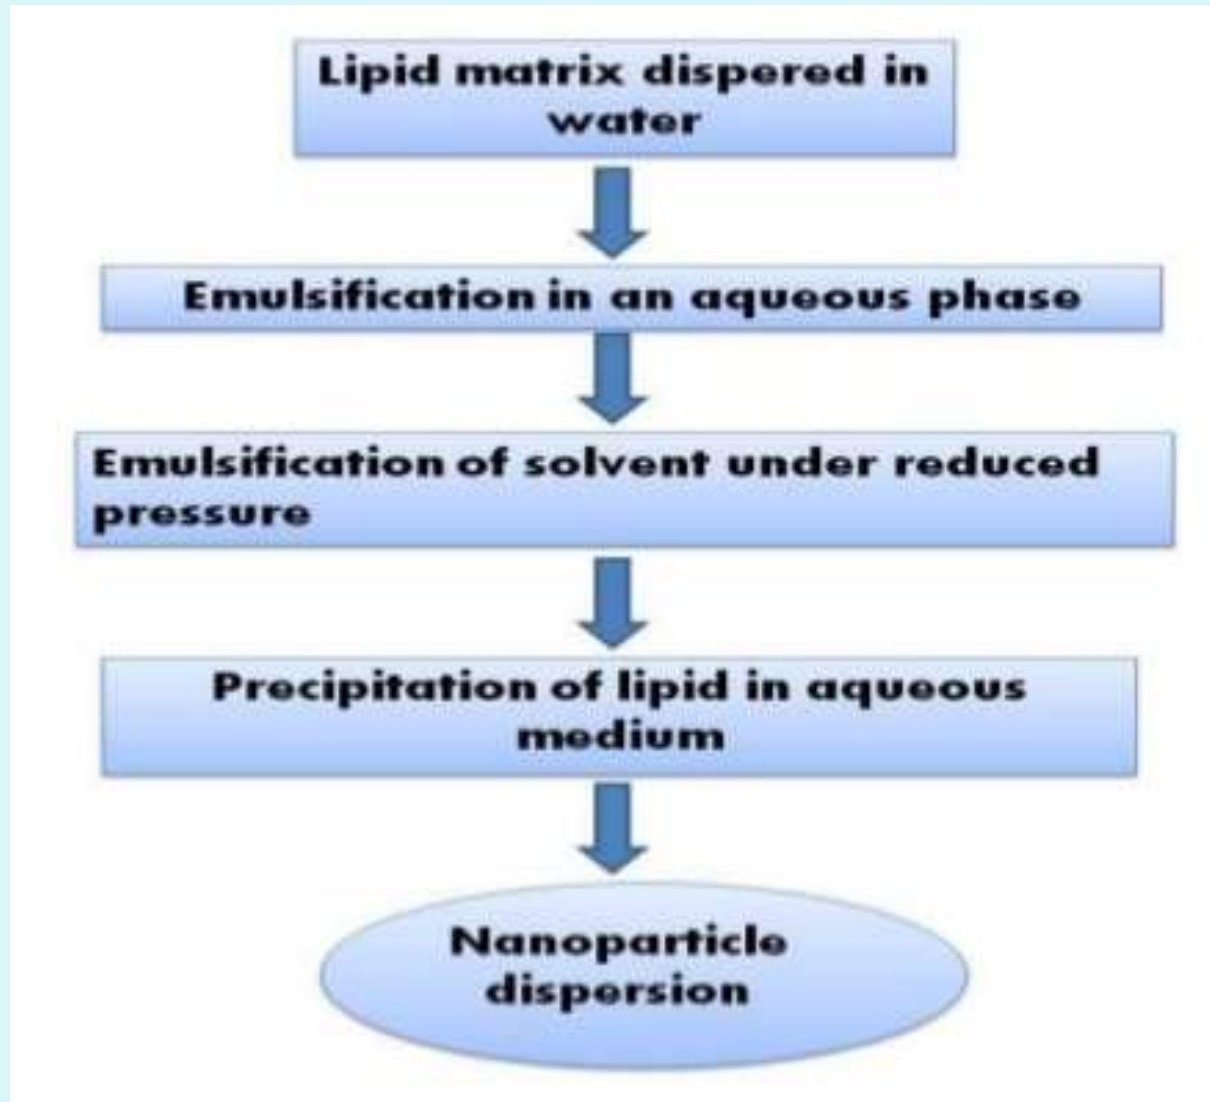 Lipid matrix dispered in
water
Emulsification in an aqueous phase
Emulsification of solvent under reduced
pressure
Precipitation of lipid in aqueous
medium
Nanoparticle
dispersion